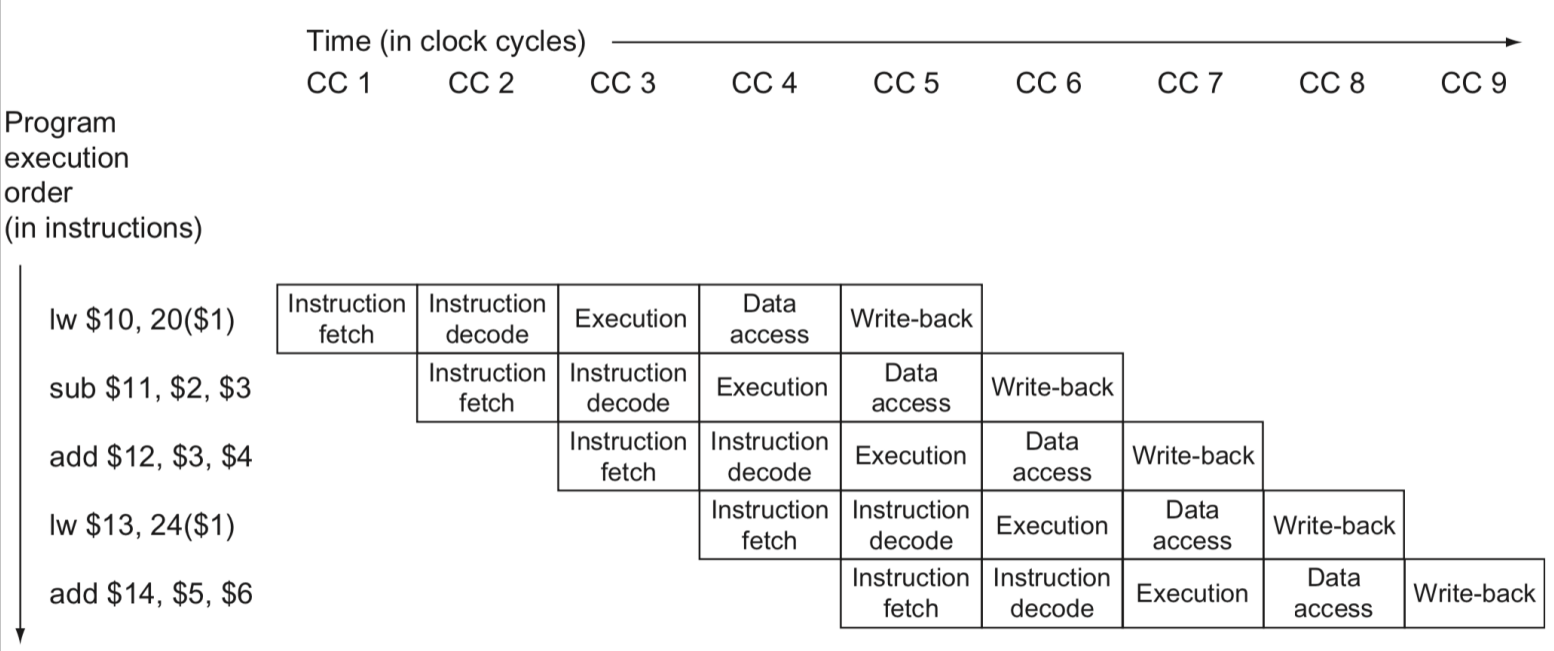 Time (in clock cycles)
CC 1 CC 2 CC 3 CC 4 CC 5 CC 6 CC 7 CC 8 CC 9
Program
execution
order
(in instructions)
lw $10, 20($1)
Instruction
fetch
Instruction
decode
Execution
Data
access
Write-back
sub $11, $2, $3
Instruction
fetch
Instruction
decode
Execution
Data
access
Write-back
add $12, $3, $4
Instruction
fetch
Instruction
decode
Execution
Data
access
Write-back
lw $13, 24($1)
Instruction
fetch
Instruction
decode
Execution
Data
access
Write-back
add $14, $5, $6
Instruction
fetch
Instruction
decode
Execution
Data
access
Write-back